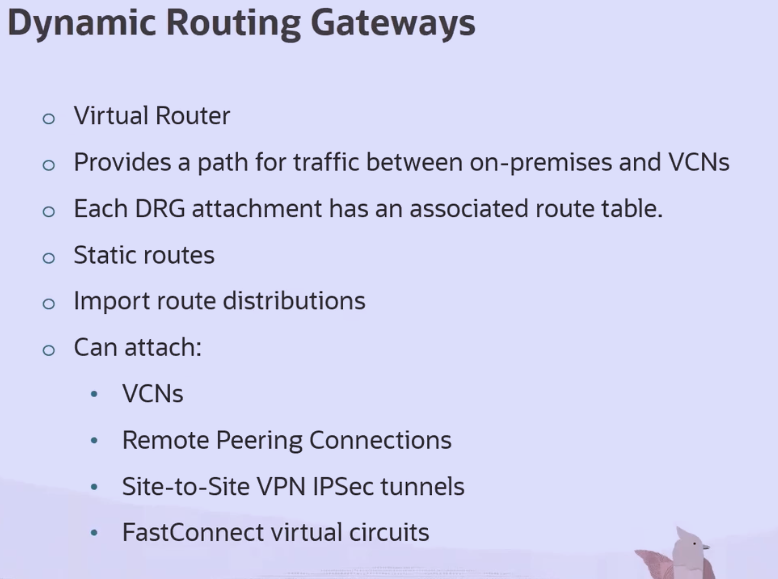 Dynamic Routing Gateways
Virtual Router
Provides a path for traffic between on-premises and VCNs
Each DRG attachment has an associated route table.
Static routes
Import route distributions
Can attach:
VCNs
Remote Peering Connections
Site-to-Site VPN IPSec tunnels
FastConnect virtual circuits